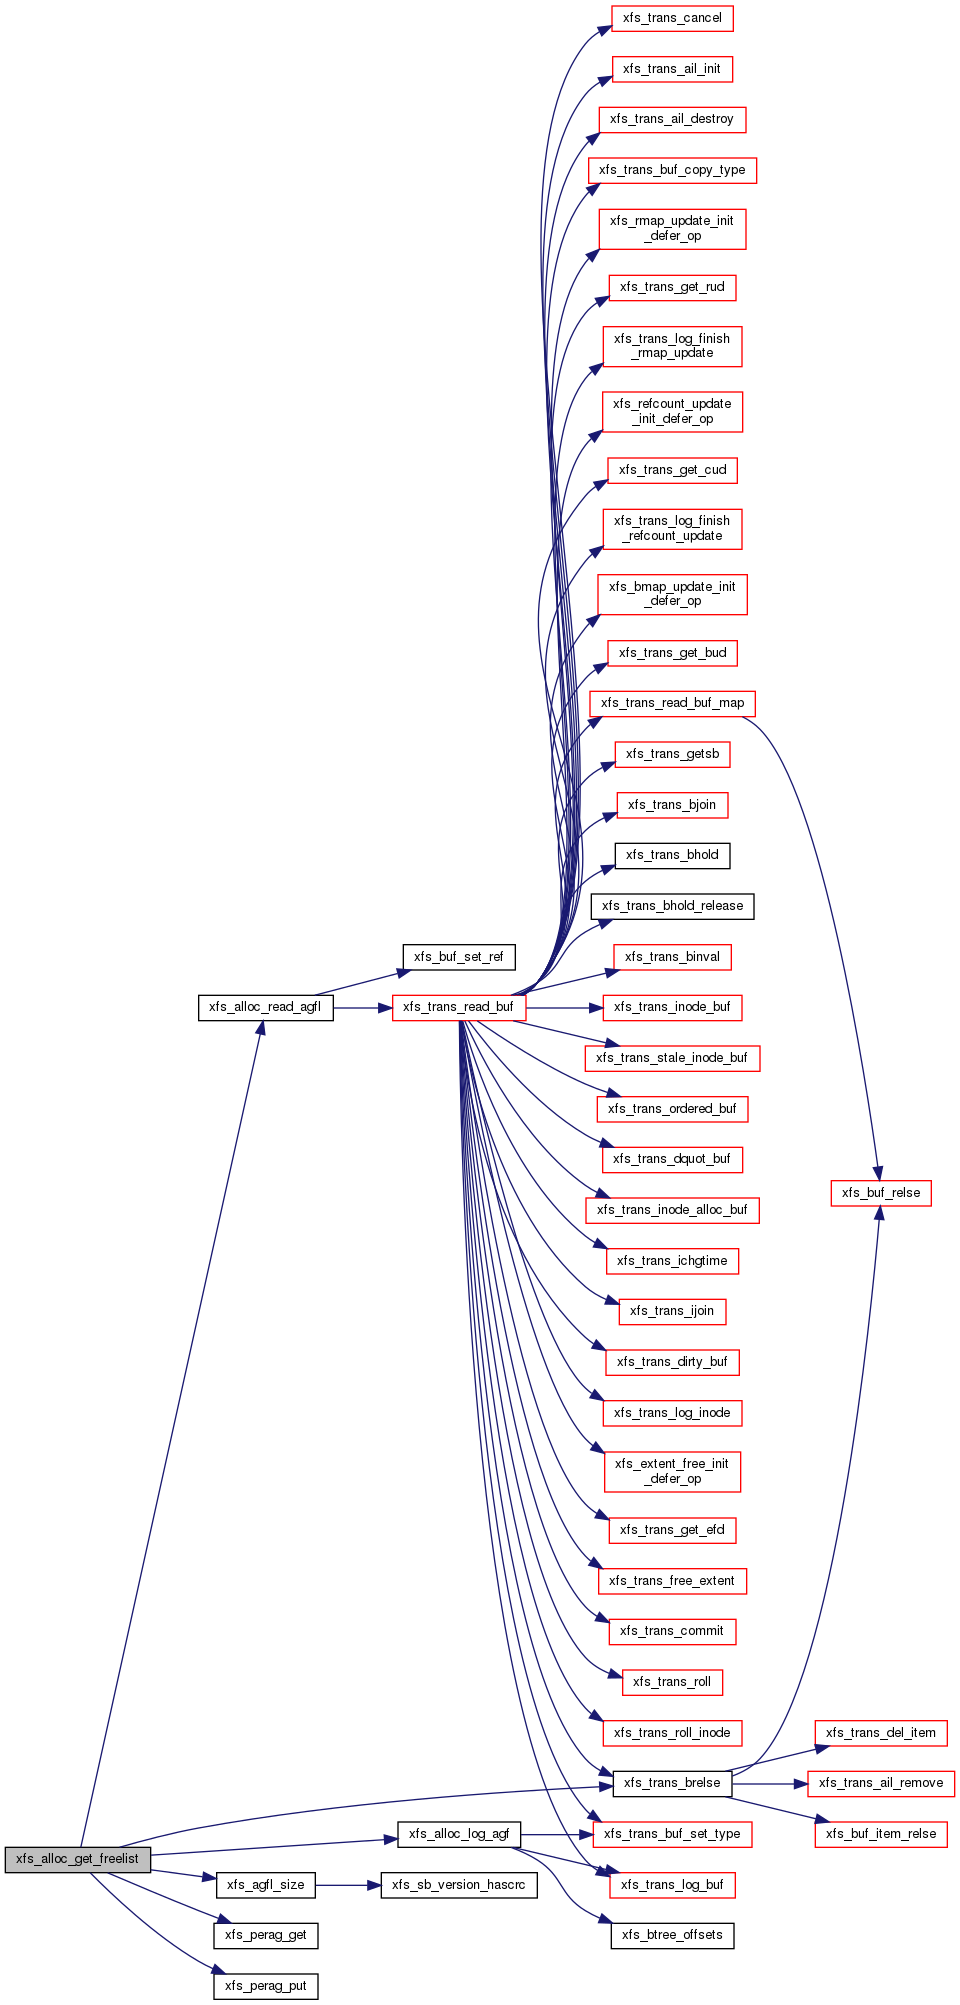 xfs_trans_cancel
xfs_trans_ail_init
xfs_trans_ail_destroy
xfs_trans_buf_copy_type
xfs_rmap_update_init
_defer_op
xfs_trans_get_rud
xfs_trans_log_finish
_rmap_update
xfs_refcount_update
_init_defer_op
xfs_trans_get_cud
xfs_trans_log_finish
_refcount_update
xfs_bmap_update_init
_defer_op
xfs_trans_get_bud
xfs_trans_read_buf_map
xfs_trans_getsb
xfs_trans_bjoin
xfs_trans_bhold
xfs_trans_bhold_release
xfs_buf_set_ref
xfs_trans_binval
xfs_alloc_read_agfl
xfs_trans_read_buf
xfs_trans_inode_buf
xfs_trans_stale_inode_buf
xfs_trans_ordered_buf
xfs_trans_dquot_buf
xfs_buf_relse
xfs_trans_inode_alloc_buf
xfs_trans_ichgtime
xfs_trans_ijoin
xfs_trans_dirty_buf
xfs_trans_log_inode
xfs_extent_free_init
_defer_op
xfs_trans_get_efd
xfs_trans_free_extent
xfs_trans_commit
xfs_trans_roll
xfs_trans_roll_inode
xfs_trans_del_item
xfs_trans_brelse
xfs_trans_ail_remove
xfs_alloc_log_agf
xfs_trans_buf_set_type
xfs_buf_item_relse
xfs_alloc_get_freelist
xfs_agfl_size
xfs_sb_version_hascrc
xfs_trans_log_buf
xfs_perag_get
xfs_btree_offsets
xfs_perag_put